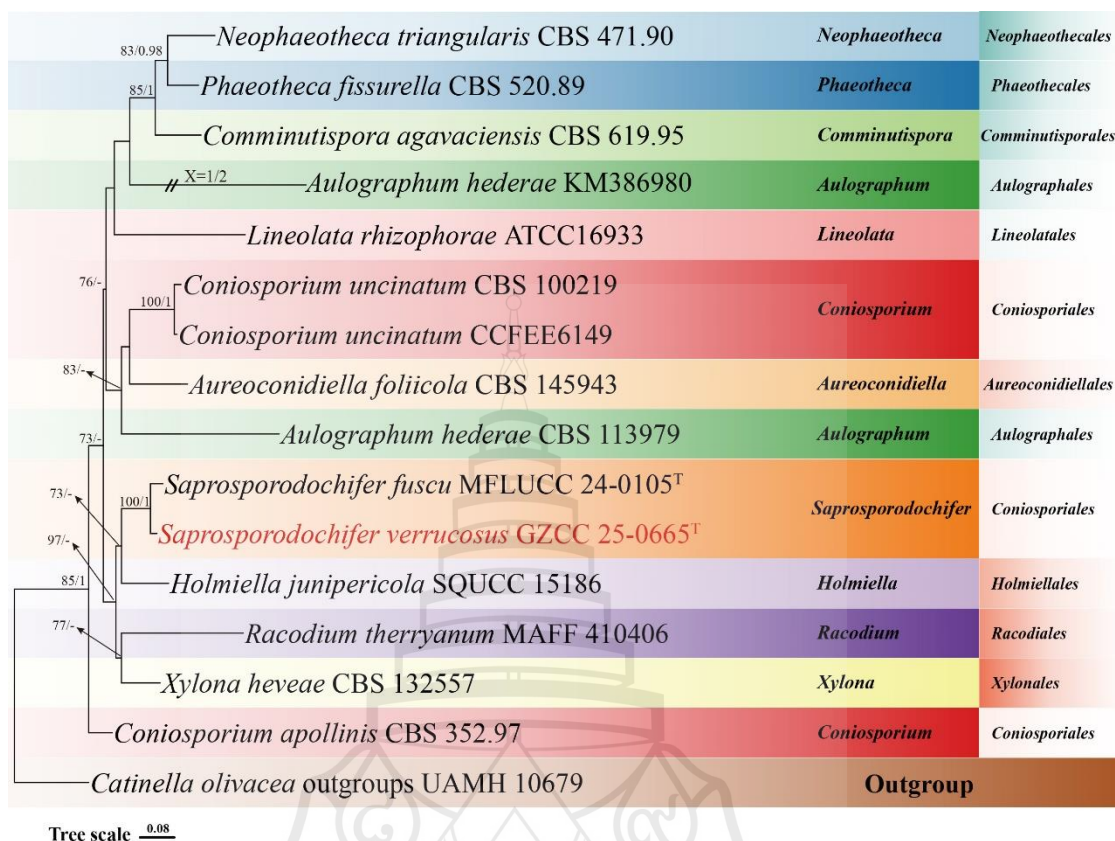 83/0.98
Neophaeotheca triangularis CBS 471.90 Neophaeotheca Neophaeothecales
85/1
Phaeotheca fissurella CBS 520.89 Phaeotheca Phaeothecales
Comminutispora agavaciensis CBS 619.95 Comminutispora Comminutisporales
X=1/2
Aulographum hederae KM386980 Aulographum Aulographales
Lineolata rhizophorae ATCC16933 Lineolata Lineolatales
76/-
Coniosporium uncinatum CBS 100219
100/1
Coniosporium Coniosporiales
Coniosporium uncinatum CCFEE6149
83/-
Aureoconidiella foliicola CBS 145943 Aureoconidiella Aureoconidiellales
73/-
Aulographum hederae CBS 113979 Aulographum Aulographales
73/-
Saprosporodochifer fuscu MFLUCC 24-0105T
100/1
Saprosporodochifer Coniosporiales
97/-
Saprosporodochifer verrucosus GZCC 25-0665T
85/1
Holmiella junipericola SQUCC 15186 Holmiella Holmiellales
77/-
Racodium therryanum MAFF 410406 Racodium Racodiales
Xylona heveae CBS 132557 Xylona Xylonales
Coniosporium apollinis CBS 352.97 Coniosporium Coniosporiales
Catinella olivacea outgroups UAMH 10679 Outgroup
Tree scale 0.08